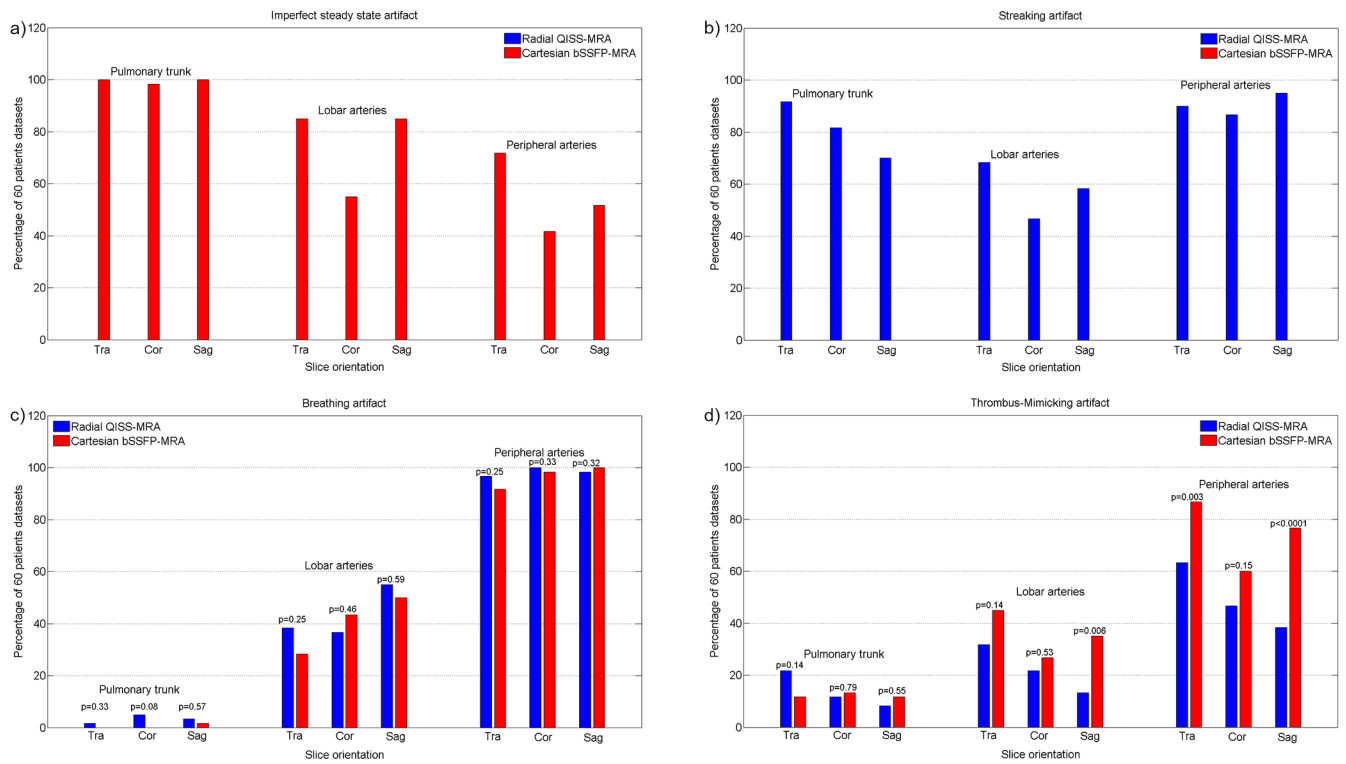 a)
Imperfect steady state artifact
Radial QISS-MRA
Cartesian bSSFP-MRA
120
100
80
60
40
20
0
Percentage of 60 patients datasets
Pulmonary trunk
Lobar arteries
Peripheral arteries
Tra Cor Sag Tra Cor Sag Tra Cor Sag
Slice orientation
b)
Streaking artifact
Radial QISS-MRA
Cartesian bSSFP-MRA
120
100
80
60
40
20
0
Percentage of 60 patients datasets
Pulmonary trunk
Lobar arteries
Peripheral arteries
Tra Cor Sag Tra Cor Sag Tra Cor Sag
Slice orientation
c)
Breathing artifact
Radial QISS-MRA
Cartesian bSSFP-MRA
120
100
80
60
40
20
0
Percentage of 60 patients datasets
Pulmonary trunk
p=0.33 p=0.08 p=0.57
Lobar arteries
p=0.25 p=0.46 p=0.59
Peripheral arteries
p=0.25 p=0.33 p=0.32
Tra Cor Sag Tra Cor Sag Tra Cor Sag
Slice orientation
d)
Thrombus-Mimicking artifact
Radial QISS-MRA
Cartesian bSSFP-MRA
120
100
80
60
40
20
0
Percentage of 60 patients datasets
Pulmonary trunk
p=0.14 p=0.79 p=0.55
Lobar arteries
p=0.14 p=0.53 p=0.006
Peripheral arteries
p=0.003 p=0.15 p<0.0001
Tra Cor Sag Tra Cor Sag Tra Cor Sag
Slice orientation